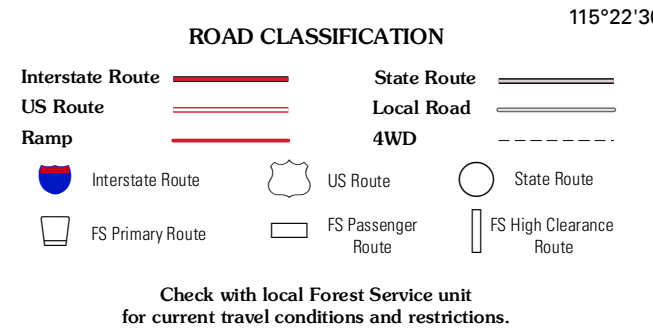 115°22'30
ROAD CLASSIFICATION
Interstate Route
State Route
US Route
Local Road
Ramp
4WD
Interstate Route
US Route
State Route
FS Primary Route
FS Passenger
Route
FS High Clearance
Route
Check with local Forest Service unit
for current travel conditions and restrictions.